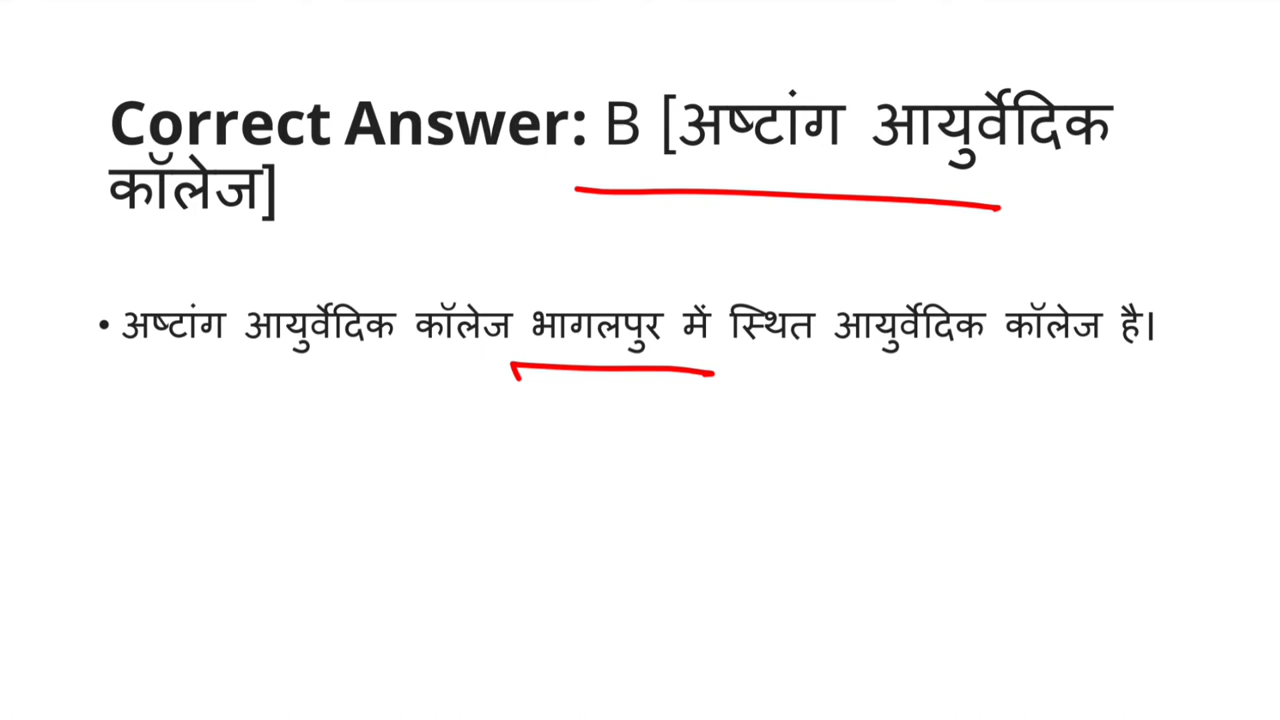 Correct Answer: B [अष्टांग आयुर्वेदिक
कॉलेज]
• अष्टांग आयुर्वेदिक कॉलेज भागलपुर में स्थित आयुर्वेदिक कॉलेज है।